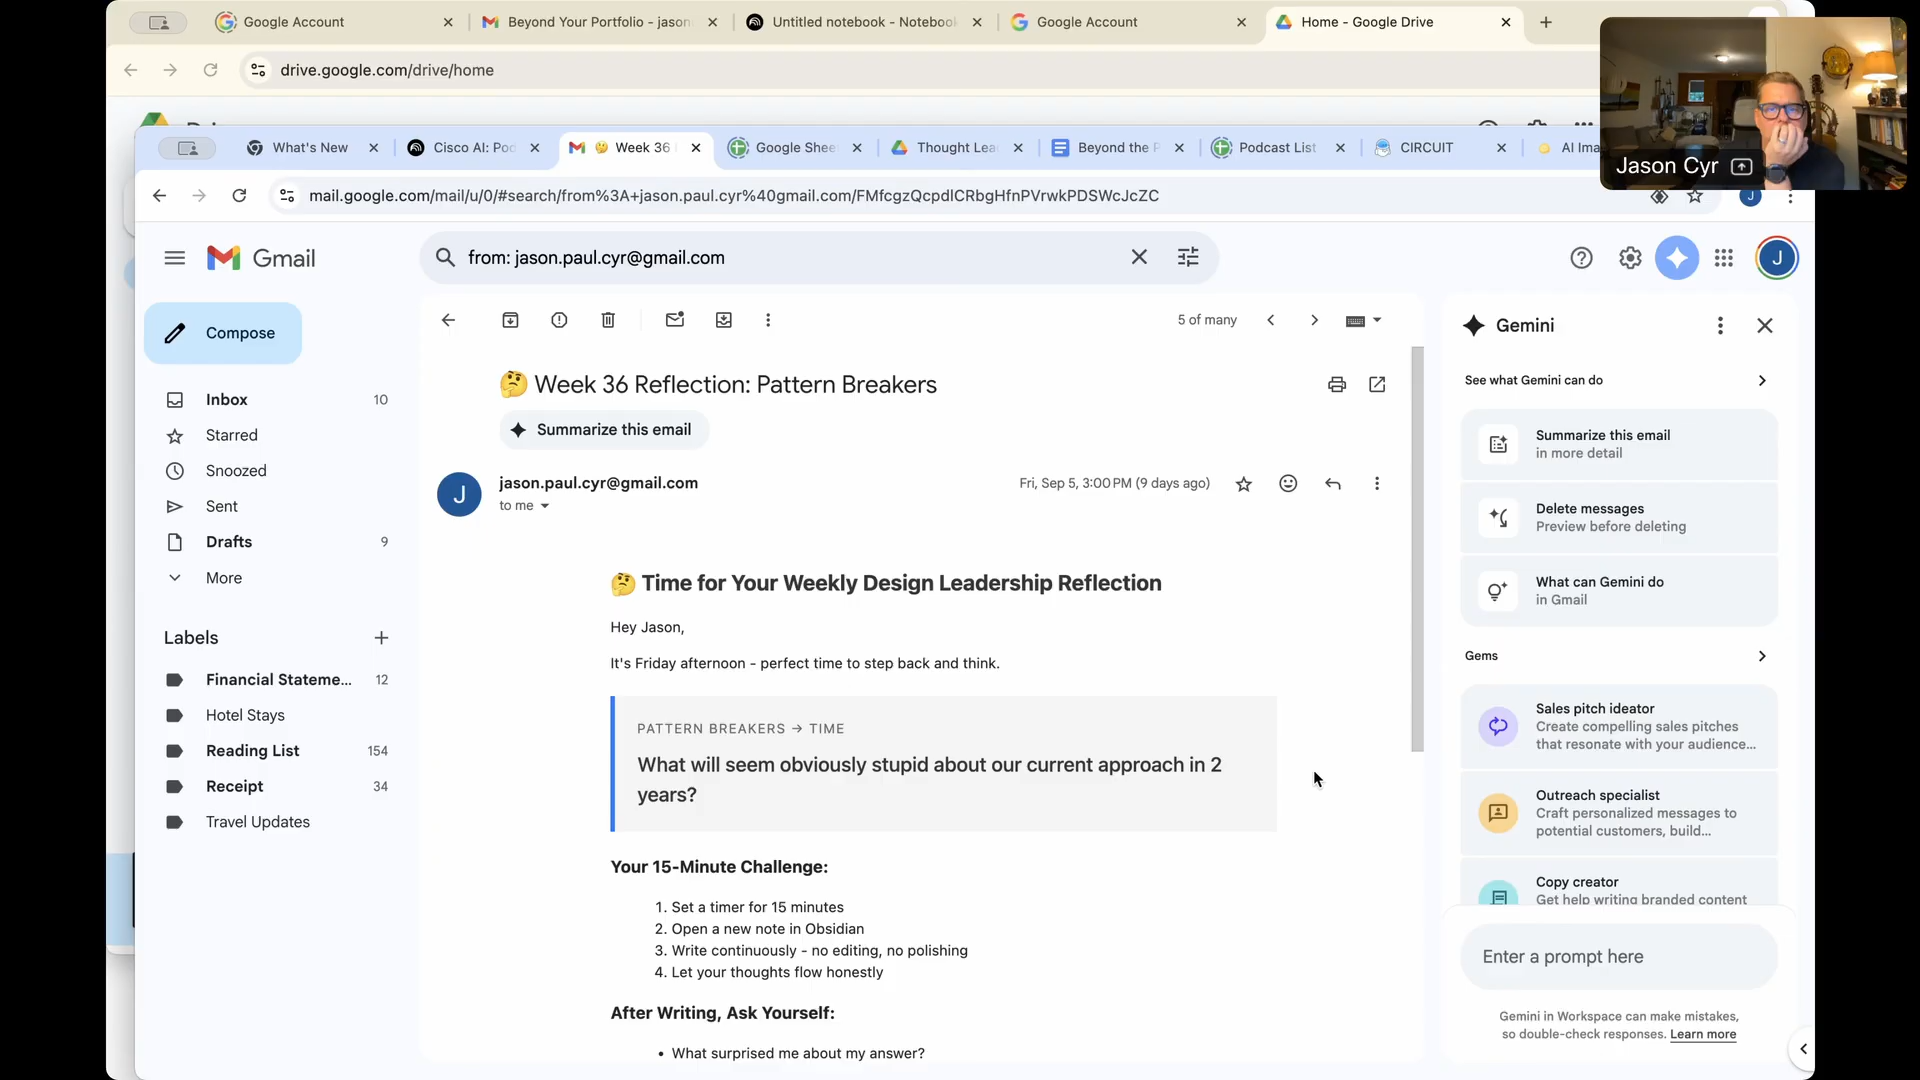 Google Account
Beyond Your Portfolio - jason
Untitled notebook - Notebook
Google Account
Home - Google Drive
drive.google.com/drive/home
What's New
Cisco AI: Po
🤔 Week 36
Google Shee
Thought Lea
Beyond the
Podcast List
CIRCUIT
AI Ima
Jason Cyr
mail.google.com/mail/u/0/#search/from%3A+jason.paul.cyr%40gmail.com/FMfcgzQcpdlCRbgHfnPVrwkPDSWcJcZC
J
Gmail
from: jason.paul.cyr@gmail.com
J
Compose
5 of many
Inbox 10
Starred
Snoozed
Sent
Drafts 9
More
Labels
Financial Stateme... 12
Hotel Stays
Reading List 154
Receipt 34
Travel Updates
🤔 Week 36 Reflection: Pattern Breakers
Summarize this email
J
jason.paul.cyr@gmail.com
Fri, Sep 5, 3:00 PM (9 days ago)
to me
🤔 Time for Your Weekly Design Leadership Reflection
Hey Jason,
It's Friday afternoon - perfect time to step back and think.
PATTERN BREAKERS → TIME
What will seem obviously stupid about our current approach in 2
years?
Your 15-Minute Challenge:
1. Set a timer for 15 minutes
2. Open a new note in Obsidian
3. Write continuously - no editing, no polishing
4. Let your thoughts flow honestly
After Writing, Ask Yourself:
• What surprised me about my answer?
Gemini
See what Gemini can do
Summarize this email
in more detail
Delete messages
Preview before deleting
What can Gemini do
in Gmail
Gems
Sales pitch ideator
Create compelling sales pitches
that resonate with your audience...
Outreach specialist
Craft personalized messages to
potential customers, build...
Copy creator
Get help writing branded content
Enter a prompt here
Gemini in Workspace can make mistakes,
so double-check responses. Learn more